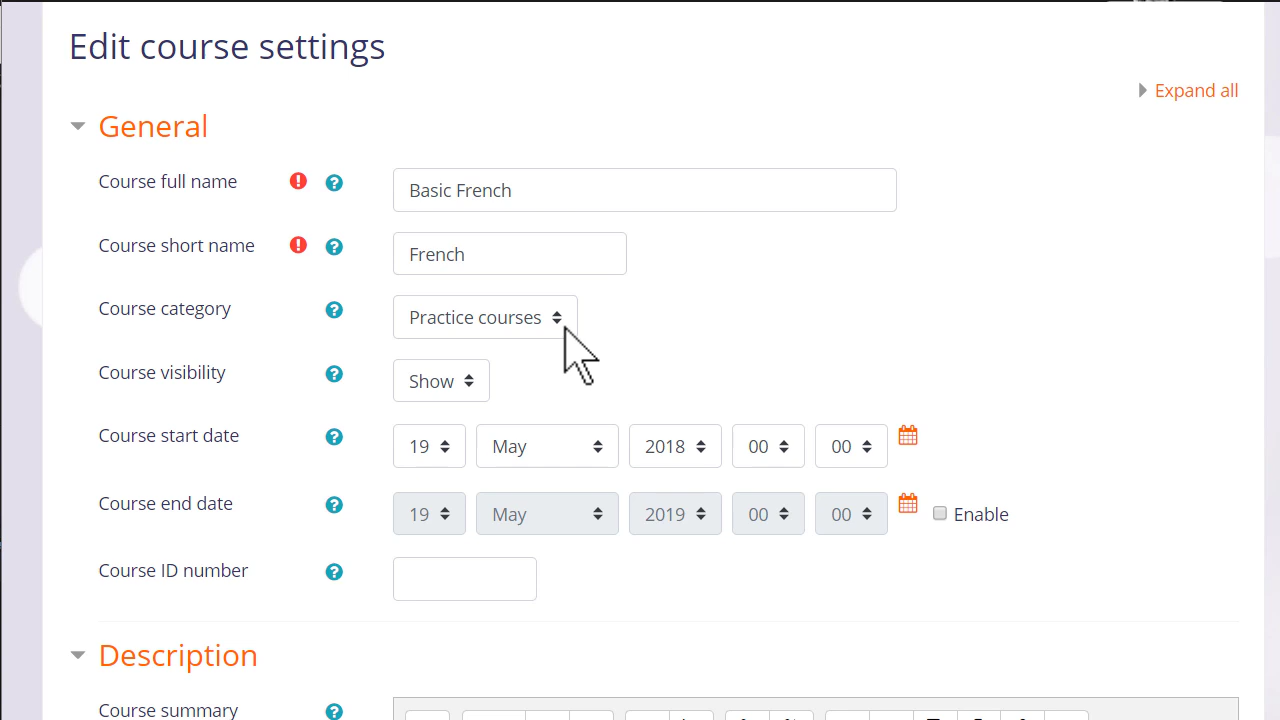 Edit course settings
Expand all
General
Course full name ! ? Basic French
Course short name ! ? French
Course category ? Practice courses
Course visibility ? Show
Course start date ? 19 May 2018 00 00
Course end date ? 19 May 2019 00 00 Enable
Course ID number ?
Description
Course summary ?